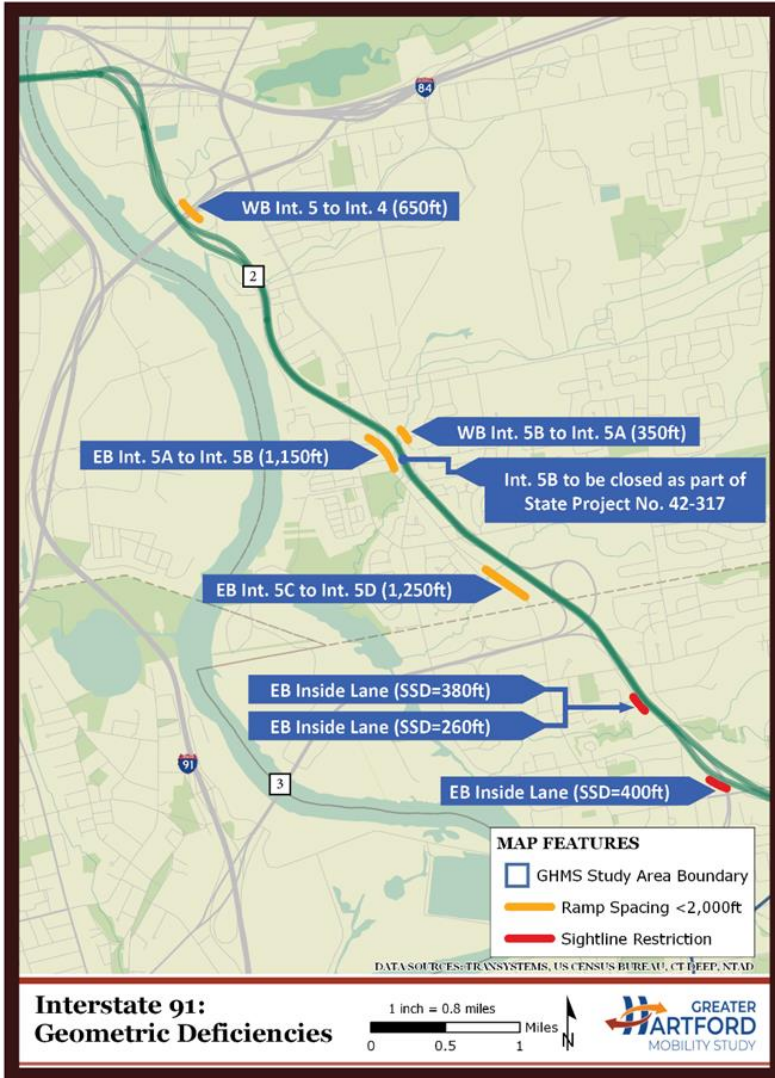 84
WB Int. 5 to Int. 4 (650ft)
2
WB Int. 5B to Int. 5A (350ft)
EB Int. 5A to Int. 5B (1,150ft)
Int. 5B to be closed as part of
State Project No. 42-317
EB Int. 5C to Int. 5D (1,250ft)
EB Inside Lane (SSD=380ft)
EB Inside Lane (SSD=260ft)
91
3
EB Inside Lane (SSD=400ft)
MAP FEATURES
GHMS Study Area Boundary
Ramp Spacing <2,000ft
Sightline Restriction
DATA SOURCES: TRANSYSTEMS, US CENSUS BUREAU, CT DEEP, NTAD
Interstate 91:
Geometric Deficiencies
1 inch = 0.8 miles
Miles
0 0.5 1
N
GREATER
HARTFORD
MOBILITY STUDY